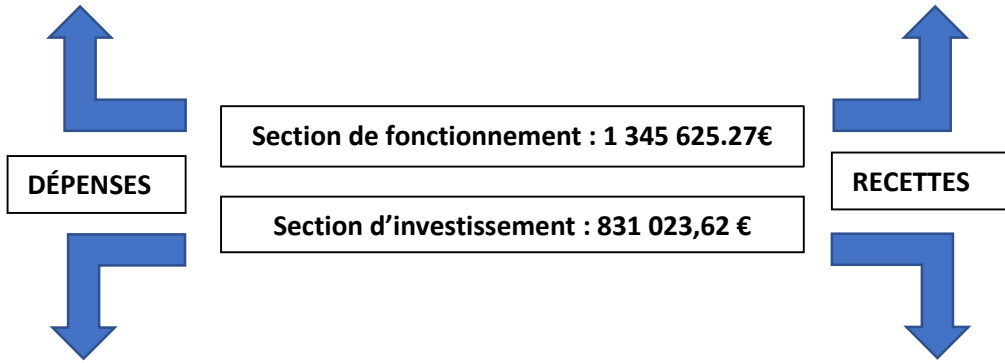 Section de fonctionnement : 1 345 625.27€
DÉPENSES
RECETTES
Section d’investissement : 831 023,62 €